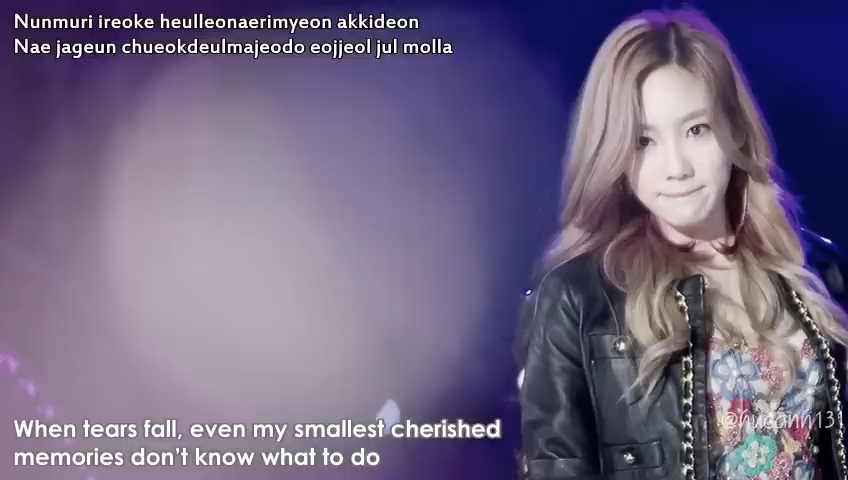 Nunmuri ireoke heulleonaerimyeon akkideon
Nae jageun chueokdeulmajeodo eojjeol jul molla
@hucanh131
When tears fall, even my smallest cherished
memories don't know what to do